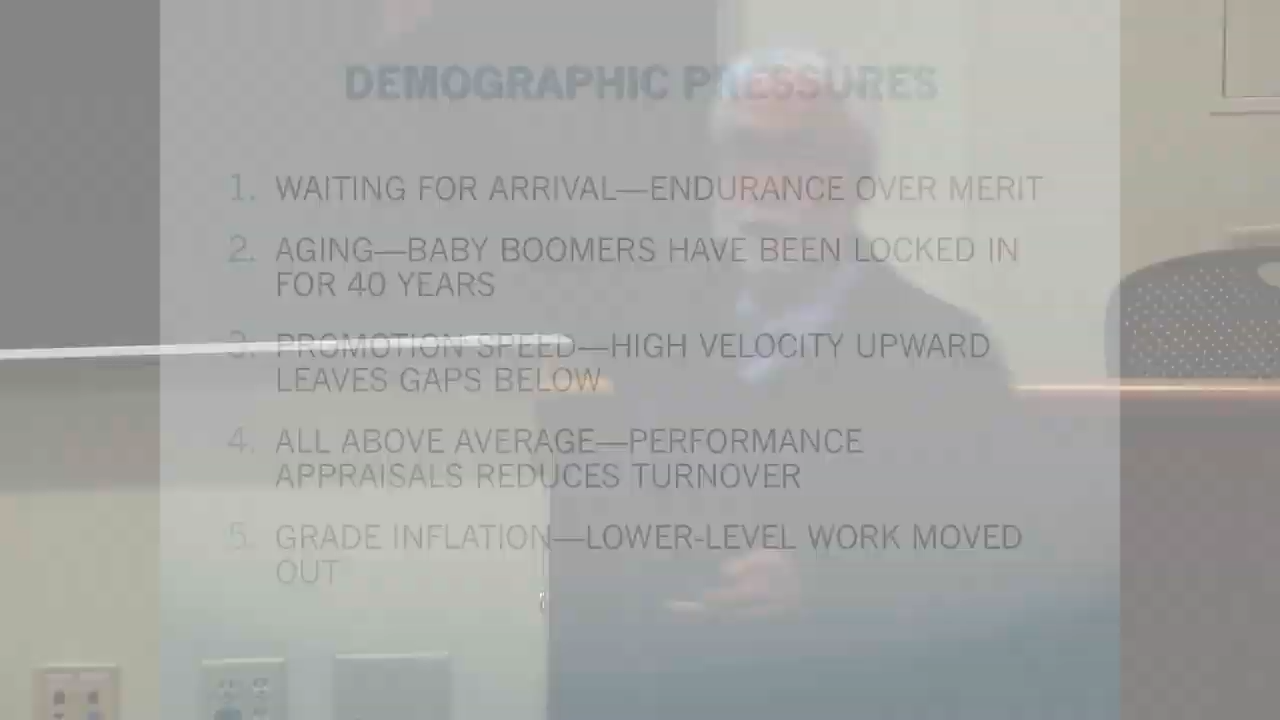 DEMOGRAPHIC PRESSURES
1. WAITING FOR ARRIVAL—ENDURANCE OVER MERIT
2. AGING—BABY BOOMERS HAVE BEEN LOCKED IN
FOR 40 YEARS
3. PROMOTION SPEED—HIGH VELOCITY UPWARD
LEAVES GAPS BELOW
4. ALL ABOVE AVERAGE—PERFORMANCE
APPRAISALS REDUCES TURNOVER
5. GRADE INFLATION—LOWER-LEVEL WORK MOVED
OUT